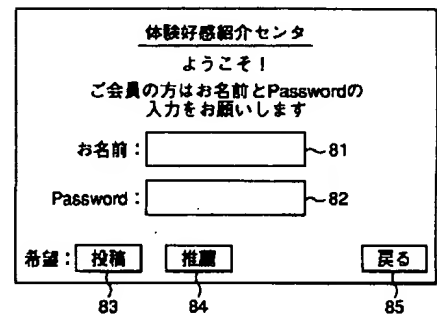 体験好感紹介センタ
ようこそ！
ご会員の方はお名前とPasswordの
入力をお願いします
お名前： 81
Password： 82
希望： 投稿 推薦 戻る
83 84 85